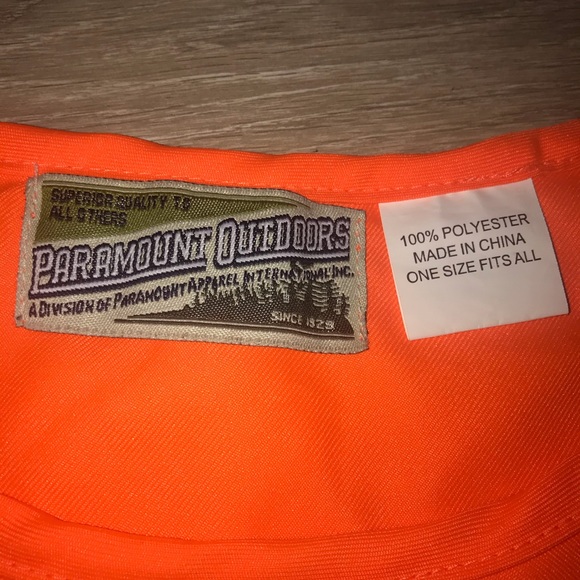 SUPERIOR QUALITY TO
ALL OTHERS
PARAMOUNT OUTDOORS
A DIVISION OF PARAMOUNT APPAREL INTERNATIONAL, INC.
SINCE 1929
100% POLYESTER
MADE IN CHINA
ONE SIZE FITS ALL